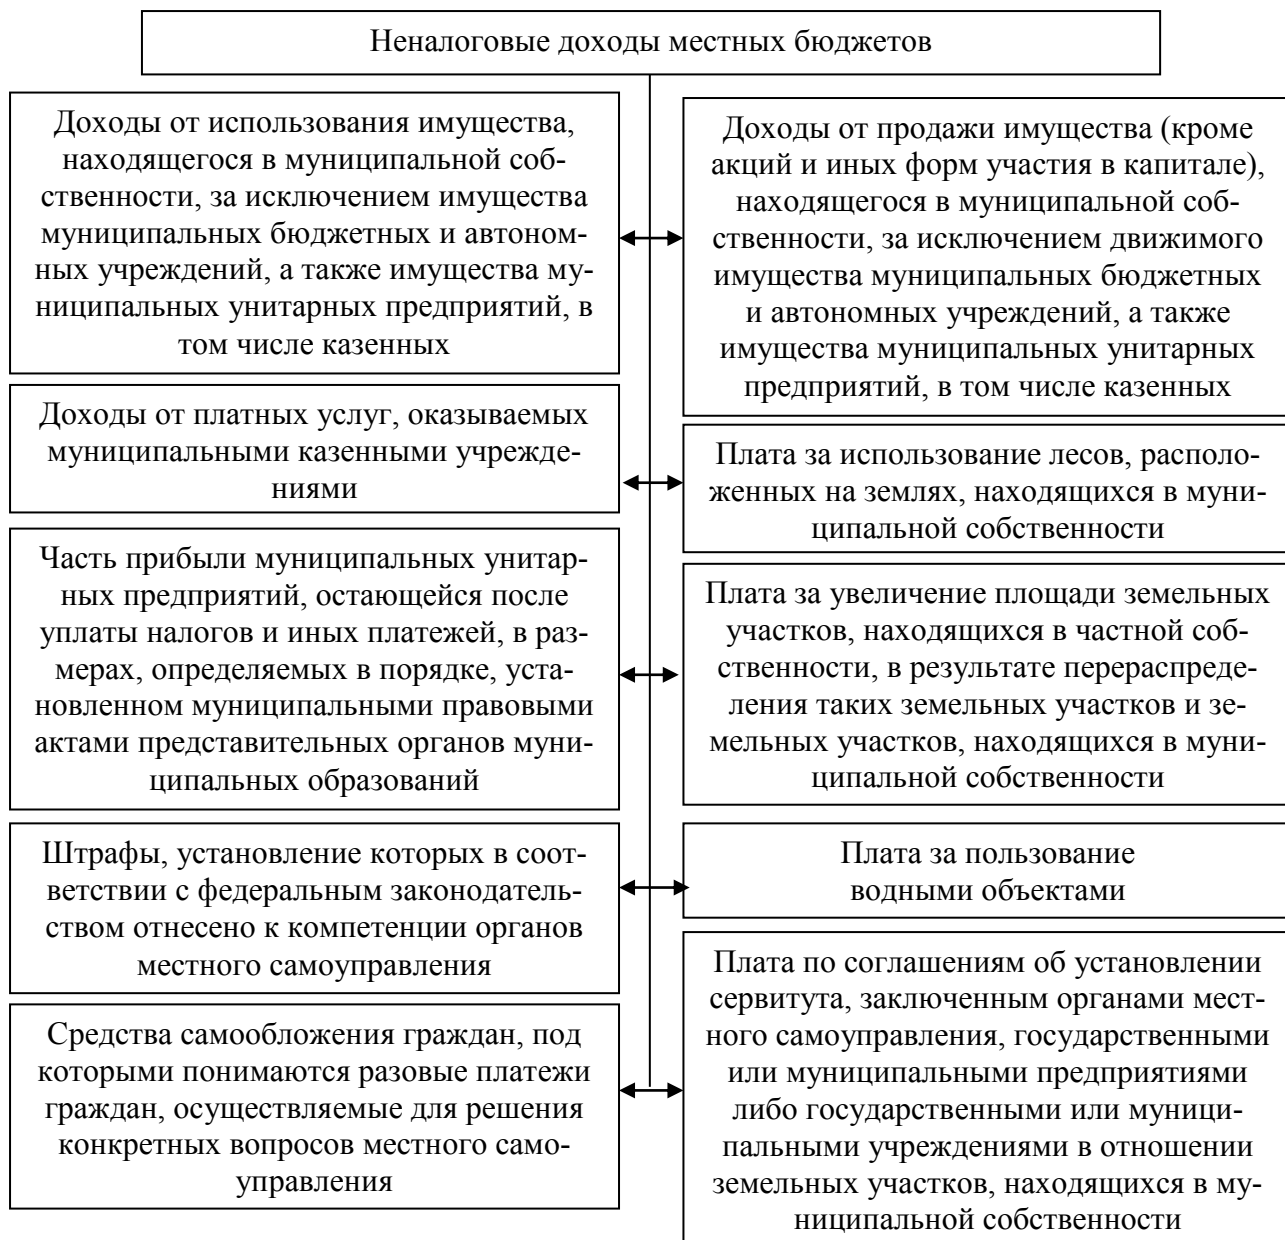 Неналоговые доходы местных бюджетов
Доходы от использования имущества,
находящегося в муниципальной соб-
ственности, за исключением имущества
муниципальных бюджетных и автоном-
ных учреждений, а также имущества му-
ниципальных унитарных предприятий, в
том числе казенных
Доходы от продажи имущества (кроме
акций и иных форм участия в капитале),
находящегося в муниципальной соб-
ственности, за исключением движимого
имущества муниципальных бюджетных
и автономных учреждений, а также
имущества муниципальных унитарных
предприятий, в том числе казенных
Доходы от платных услуг, оказываемых
муниципальными казенными учрежде-
ниями
Плата за использование лесов, располо-
женных на землях, находящихся в муни-
ципальной собственности
Часть прибыли муниципальных унитар-
ных предприятий, остающейся после
уплаты налогов и иных платежей, в раз-
мерах, определяемых в порядке, уста-
новленном муниципальными правовыми
актами представительных органов муни-
ципальных образований
Плата за увеличение площади земельных
участков, находящихся в частной соб-
ственности, в результате перераспреде-
ления таких земельных участков и зе-
мельных участков, находящихся в муни-
ципальной собственности
Штрафы, установление которых в соот-
ветствии с федеральным законодатель-
ством отнесено к компетенции органов
местного самоуправления
Плата за пользование
водными объектами
Средства самообложения граждан, под
которыми понимаются разовые платежи
граждан, осуществляемые для решения
конкретных вопросов местного само-
управления
Плата по соглашениям об установлении
сервитута, заключенным органами мест-
ного самоуправления, государственными
или муниципальными предприятиями
либо государственными или муници-
пальными учреждениями в отношении
земельных участков, находящихся в му-
ниципальной собственности